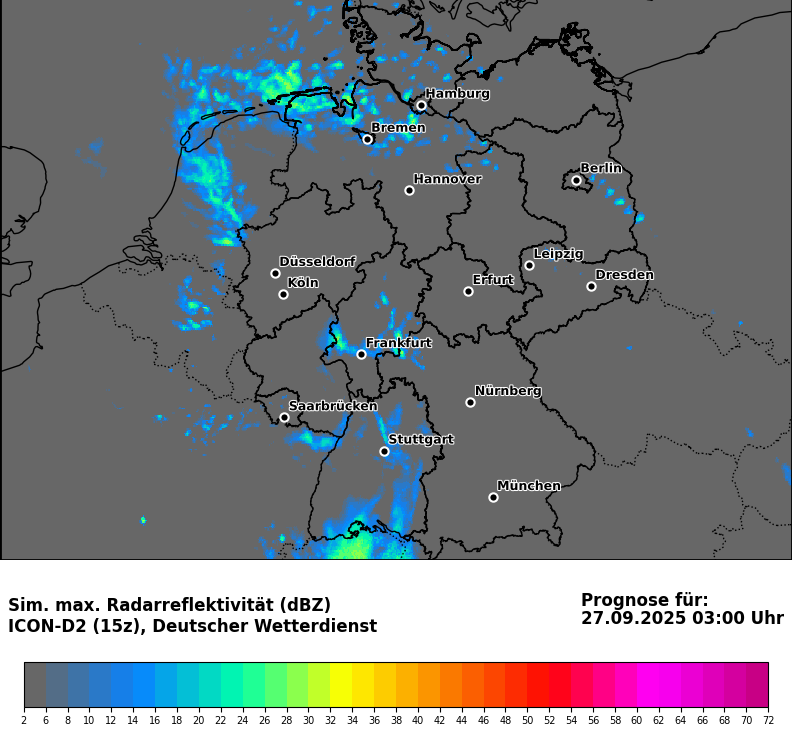 Hamburg
Bremen
Berlin
Hannover
Leipzig
Düsseldorf
Dresden
Köln
Erfurt
Frankfurt
Nürnberg
Saarbrücken
Stuttgart
München
Sim. max. Radarreflektivität (dBZ)
ICON-D2 (15z), Deutscher Wetterdienst
Prognose für:
27.09.2025 03:00 Uhr
2 6 8 10 12 14 16 18 20 22 24 26 28 30 32 34 36 38 40 42 44 46 48 50 52 54 56 58 60 62 64 66 68 70 72